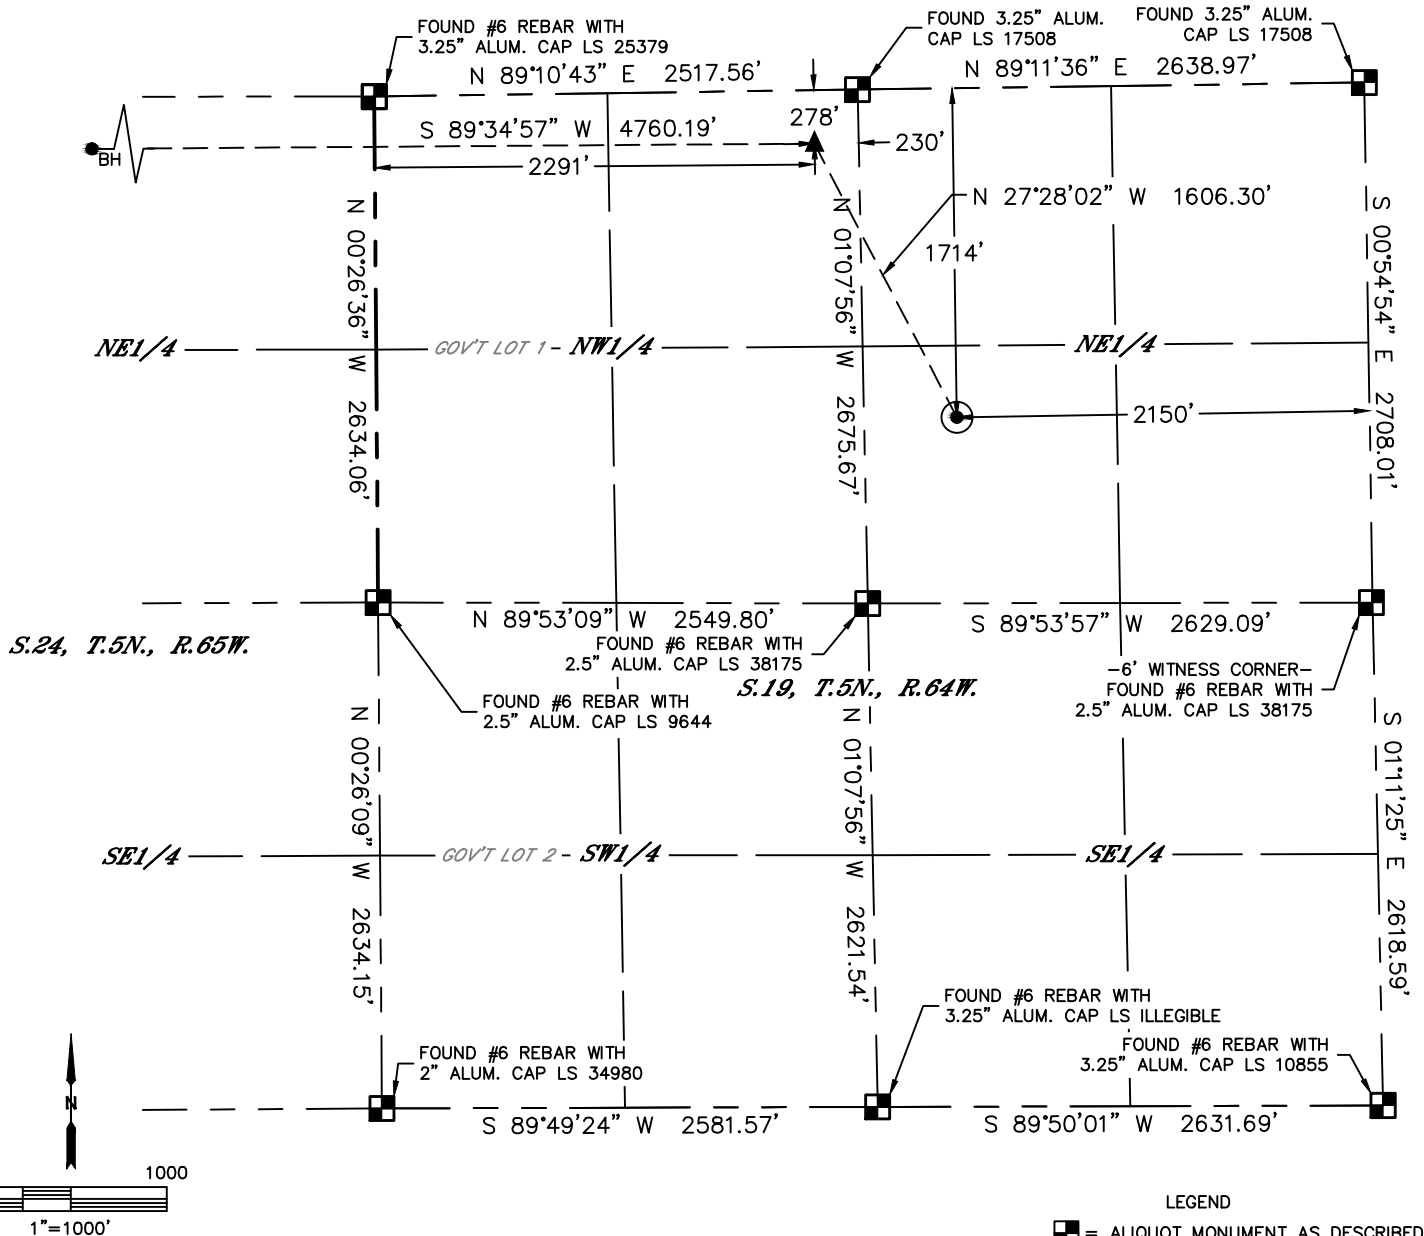 FOUND #6 REBAR WITH
3.25" ALUM. CAP LS 25379
FOUND 3.25" ALUM.
CAP LS 17508
FOUND 3.25" ALUM.
CAP LS 17508
N 89°10'43" E 2517.56'
N 89°11'36" E 2638.97'
278'
S 89°34'57" W 4760.19'
230'
BH
2291'
N 27°28'02" W 1606.30'
1714'
N 00°26'36" W 2634.06'
N 01°07'56" W 2675.67'
S 00°54'54" E 2708.01'
NE1/4
GOV'T LOT 1 - NW1/4
NE1/4
2150'
N 89°53'09" W 2549.80'
S 89°53'57" W 2629.09'
S.24, T.5N., R.65W.
FOUND #6 REBAR WITH
2.5" ALUM. CAP LS 38175
-6' WITNESS CORNER-
FOUND #6 REBAR WITH
2.5" ALUM. CAP LS 38175
S.19, T.5N., R.64W.
FOUND #6 REBAR WITH
2.5" ALUM. CAP LS 9644
N 00°26'09" W 2634.15'
N 01°07'56" W 2621.54'
S 01°11'25" E 2618.59'
SE1/4
GOV'T LOT 2 - SW1/4
SE1/4
FOUND #6 REBAR WITH
3.25" ALUM. CAP LS ILLEGIBLE
FOUND #6 REBAR WITH
2" ALUM. CAP LS 34980
FOUND #6 REBAR WITH
3.25" ALUM. CAP LS 10855
N
S 89°49'24" W 2581.57'
S 89°50'01" W 2631.69'
1000
1"=1000'
LEGEND
= ALIQUOT MONUMENT AS DESCRIBED